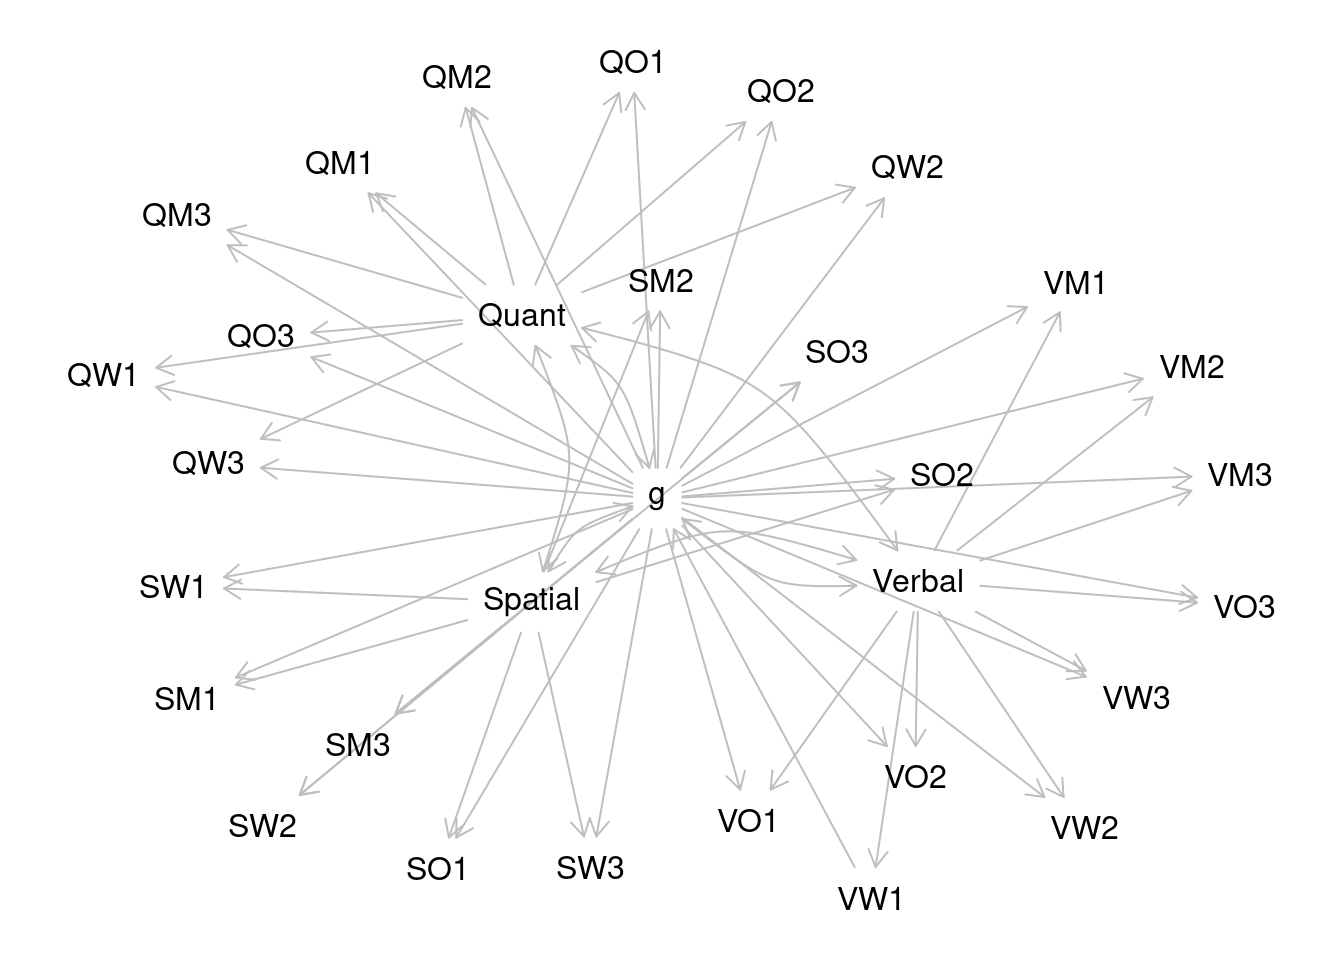 QO1
QM2
QO2
QM1
QW2
QM3
SM2
VM1
Quant
QO3
SO3
VM2
QW1
QW3
SO2
VM3
g
SW1
Verbal
Spatial
VO3
SM1
VW3
SM3
VO2
SW2
VO1
VW2
SO1
SW3
VW1